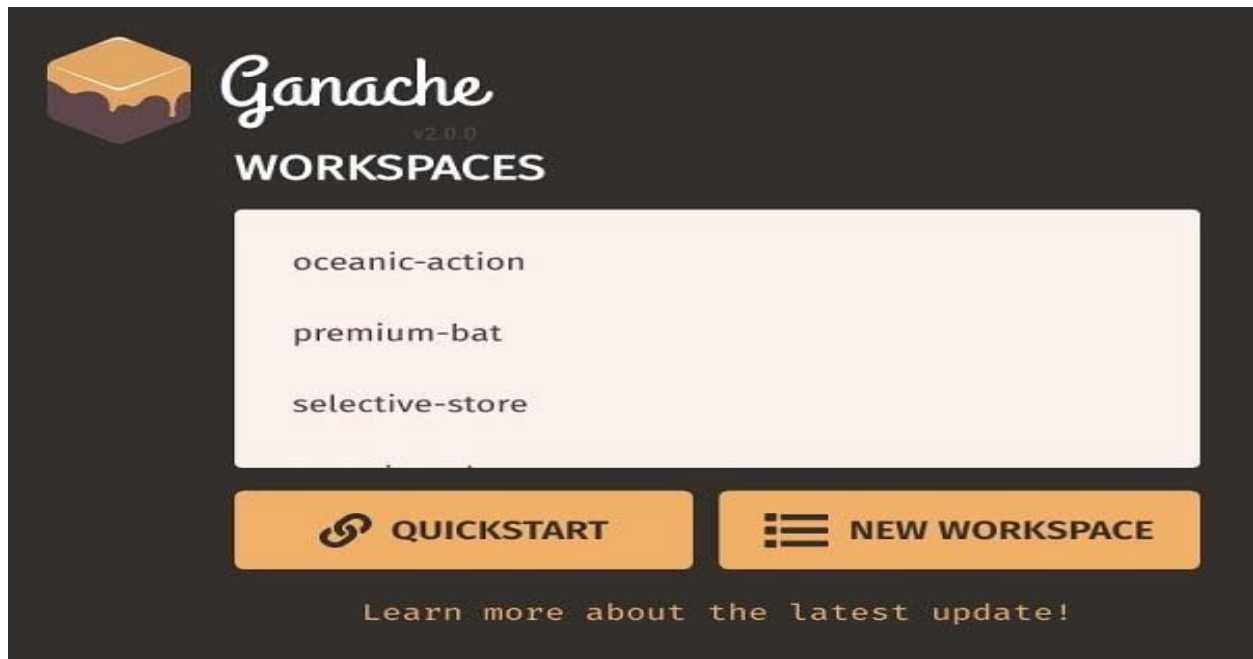 Ganache
v2.0.0
WORKSPACES
oceanic-action
premium-bat
selective-store
QUICKSTART
NEW WORKSPACE
Learn more about the latest update!